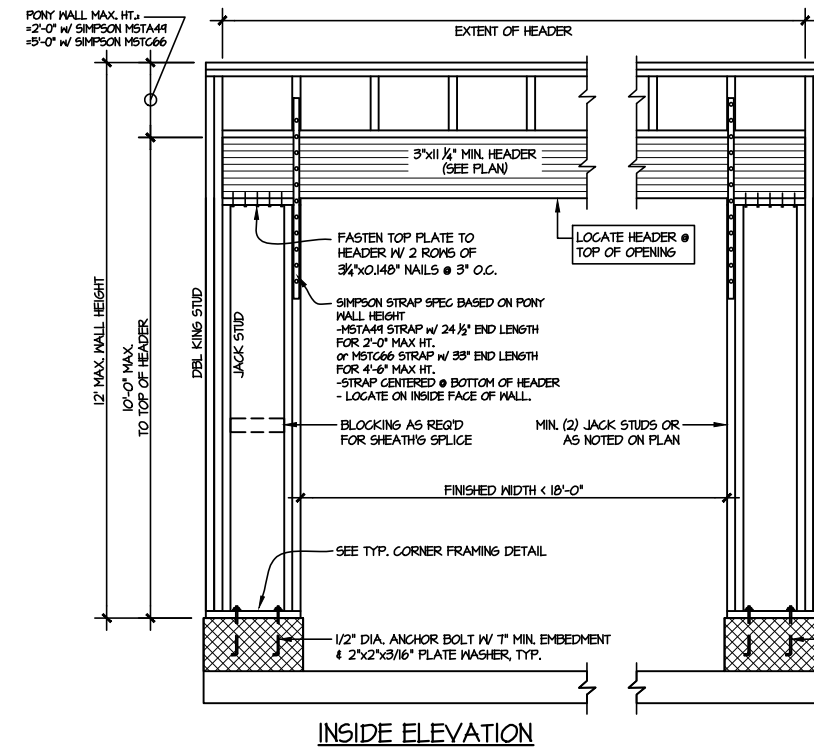 PONY WALL MAX. HT.:
=2'-0" W/ SIMPSON MSTA49
=5'-0" W/ SIMPSON MSTC66
EXTENT OF HEADER
3"x11 1/4" MIN. HEADER
(SEE PLAN)
FASTEN TOP PLATE TO
HEADER W/ 2 ROWS OF
3 1/4"x0.148" NAILS @ 3" O.C.
LOCATE HEADER @
TOP OF OPENING
SIMPSON STRAP SPEC BASED ON PONY
WALL HEIGHT
-MSTA49 STRAP W/ 24 1/2" END LENGTH
FOR 2'-0" MAX HT.
or MSTC66 STRAP W/ 33" END LENGTH
FOR 4'-6" MAX HT.
-STRAP CENTERED @ BOTTOM OF HEADER
- LOCATE ON INSIDE FACE OF WALL.
12' MAX. WALL HEIGHT
10'-0" MAX.
TO TOP OF HEADER
DBL KING STUD
JACK STUD
BLOCKING AS REQ'D
FOR SHEATH'G SPLICE
MIN. (2) JACK STUDS OR
AS NOTED ON PLAN
FINISHED WIDTH < 18'-0"
SEE TYP. CORNER FRAMING DETAIL
1/2" DIA. ANCHOR BOLT W/ 7" MIN. EMBEDMENT
& 2"x2"x3/16" PLATE WASHER, TYP.
INSIDE ELEVATION